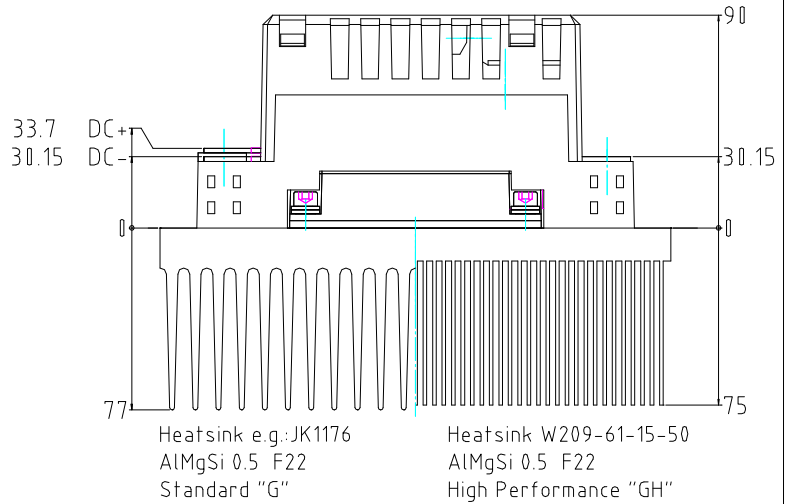 90
33.7 DC+
30.15 DC-
30.15
0
0
77
75
Heatsink e.g.:JK1176
AlMgSi 0.5 F22
Standard "G"
Heatsink W209-61-15-50
AlMgSi 0.5 F22
High Performance "GH"